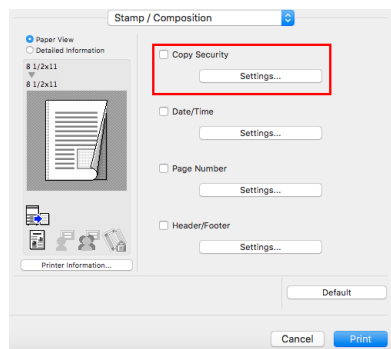 Stamp / Composition
Paper View
Detailed Information
8 1/2x11
8 1/2x11
Printer Information...
Copy Security
Settings...
Date/Time
Settings...
Page Number
Settings...
Header/Footer
Settings...
Default
Cancel
Print